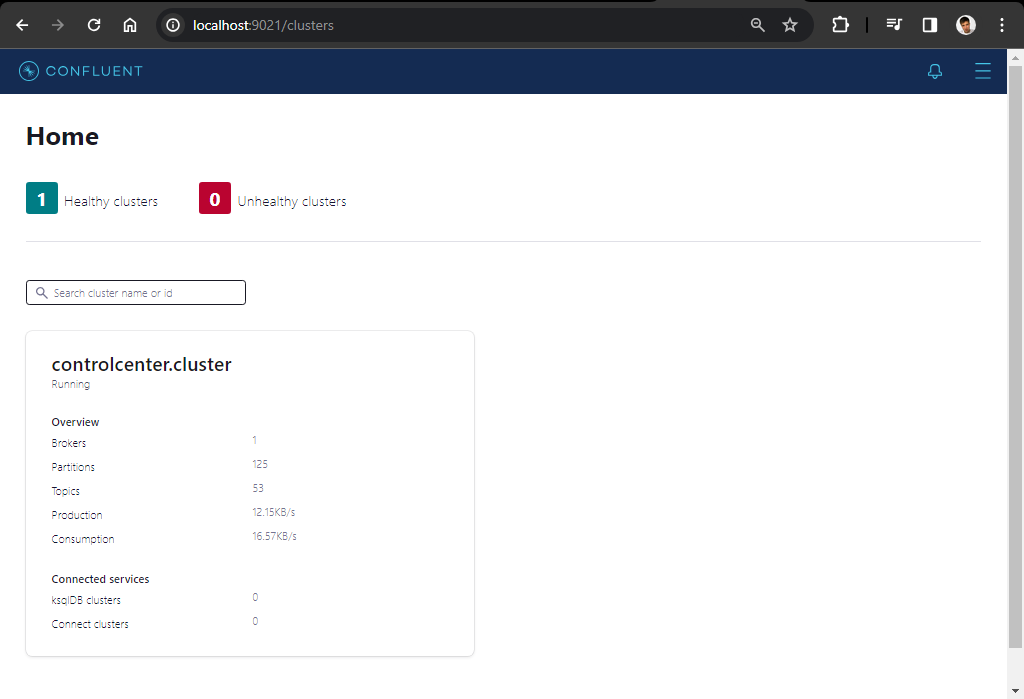 localhost:9021/clusters
CONFLUENT
Home
1 Healthy clusters 0 Unhealthy clusters
Search cluster name or id
controlcenter.cluster
Running
Overview
Brokers 1
Partitions 125
Topics 53
Production 12.15KB/s
Consumption 16.57KB/s
Connected services
ksqlDB clusters 0
Connect clusters 0